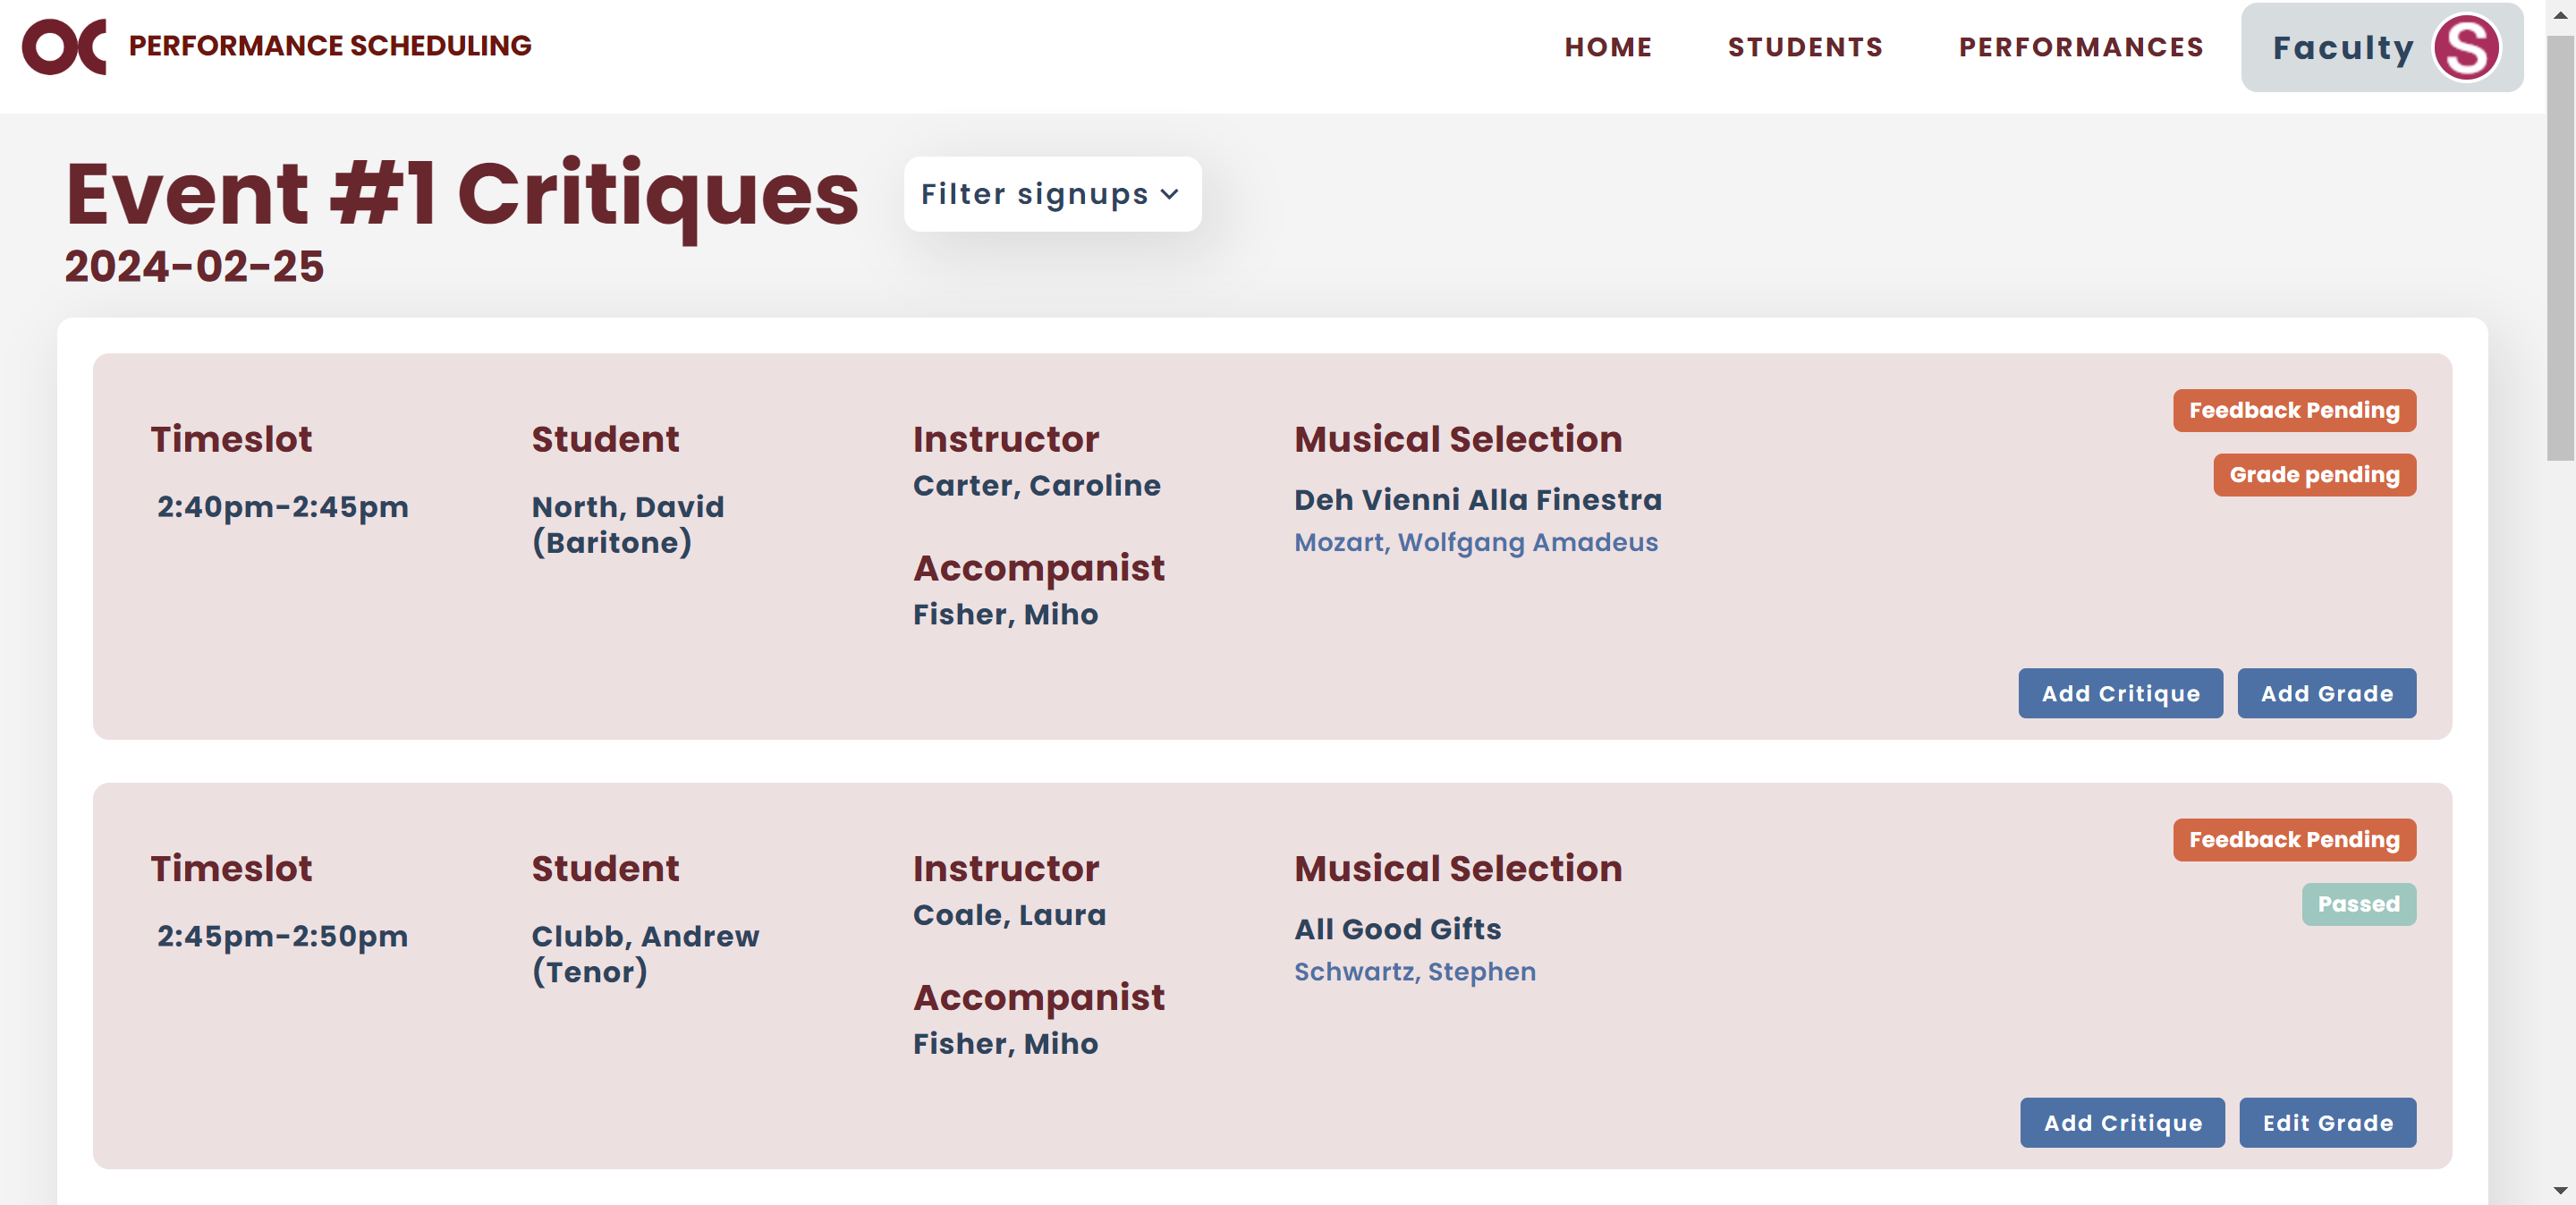 OC PERFORMANCE SCHEDULING
HOME STUDENTS PERFORMANCES Faculty S
Event #1 Critiques
Filter signups
2024-02-25
Feedback Pending
Grade pending
Timeslot
2:40pm-2:45pm
Student
North, David
(Baritone)
Instructor
Carter, Caroline
Accompanist
Fisher, Miho
Musical Selection
Deh Vienni Alla Finestra
Mozart, Wolfgang Amadeus
Add Critique Add Grade
Feedback Pending
Passed
Timeslot
2:45pm-2:50pm
Student
Clubb, Andrew
(Tenor)
Instructor
Coale, Laura
Accompanist
Fisher, Miho
Musical Selection
All Good Gifts
Schwartz, Stephen
Add Critique Edit Grade